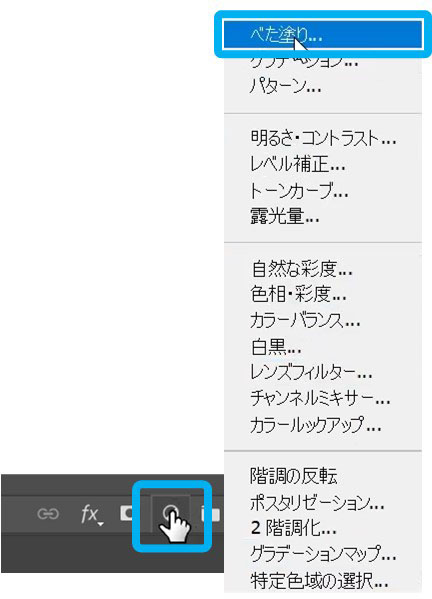 べた塗り...
グラデーション...
パターン...
明るさ・コントラスト...
レベル補正...
トーンカーブ...
露光量...
自然な彩度...
色相・彩度...
カラーバランス...
白黒...
レンズフィルター...
チャンネルミキサー...
カラールックアップ...
階調の反転
ポスタリゼーション...
2 階調化...
グラデーションマップ...
特定色域の選択...
fx